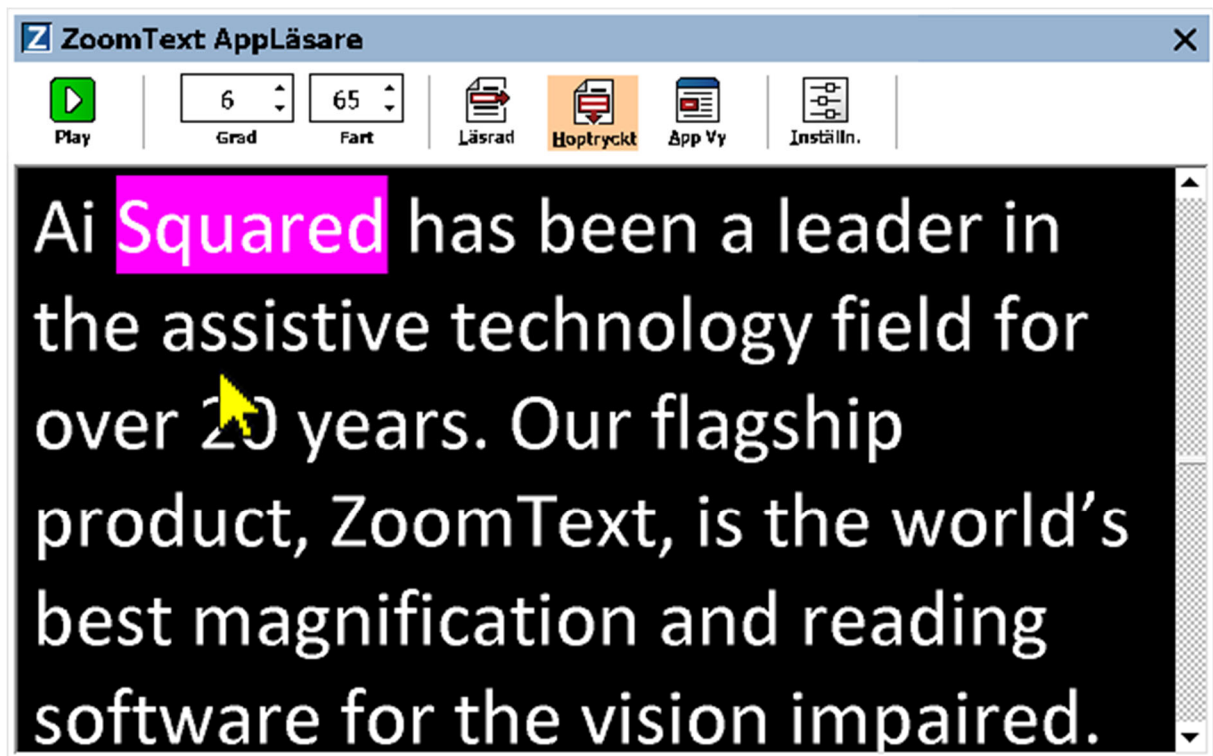 ZoomText AppLäsare
6 65
Play Grad Fart Läsrad Hoptryckt App Vy Inställn.
Ai Squared has been a leader in
the assistive technology field for
over 20 years. Our flagship
product, ZoomText, is the world’s
best magnification and reading
software for the vision impaired.